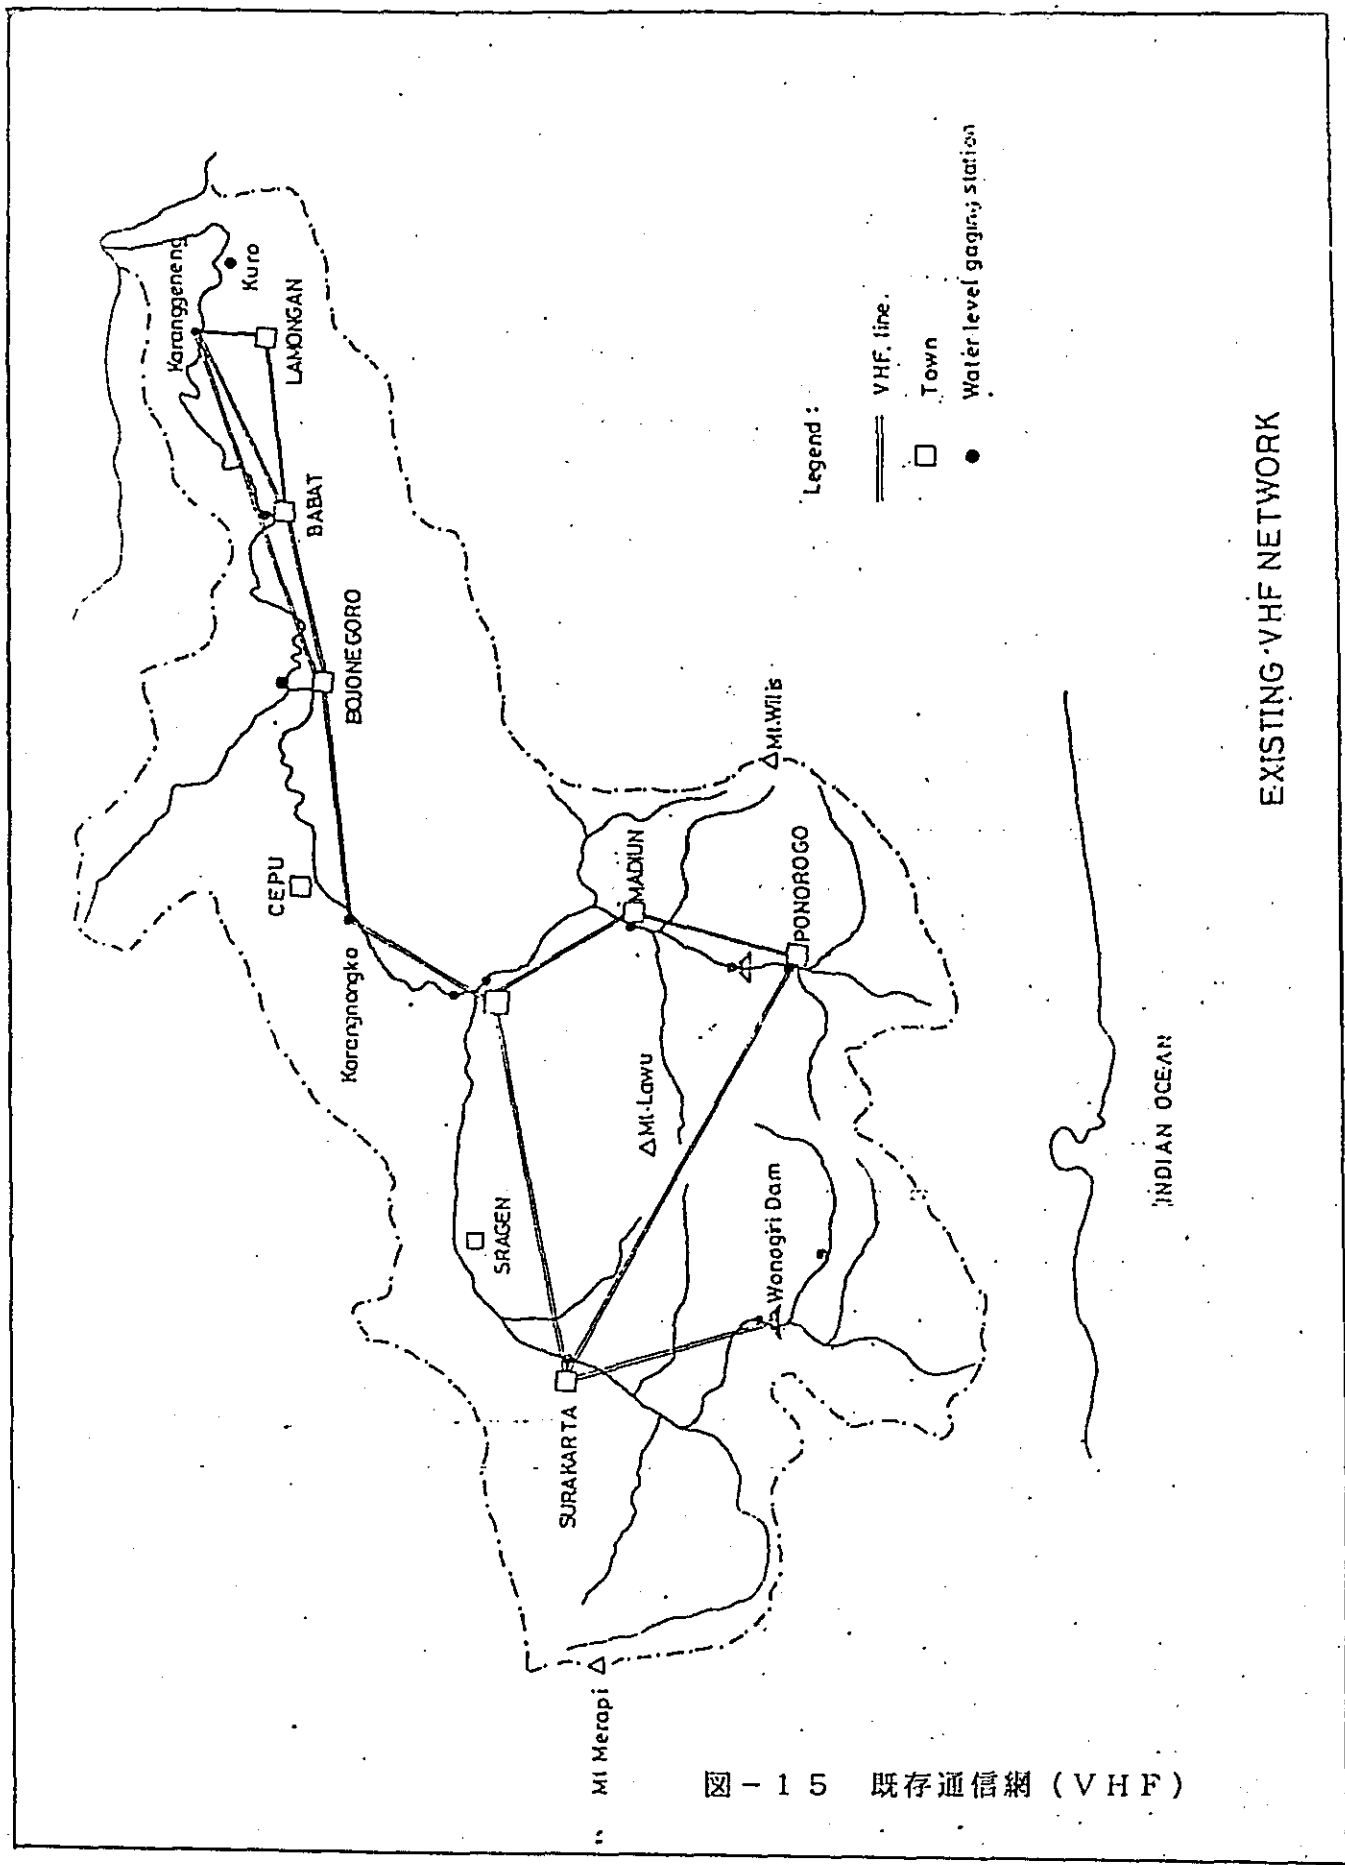 Karanggeneng
Kuro
LAMONGAN
BABAT
BOJONEGORO
CEPU
Karangnongko
MADIUN
Mt.Wilis
PONOROGO
Mt.Lawu
SRAGEN
Wonogiri Dam
SURAKARTA
Mt Merapi
INDIAN OCEAN
Legend :
VHF. line.
Town
Water level gaging station
EXISTING VHF NETWORK
図-15 既存通信網(VHF)